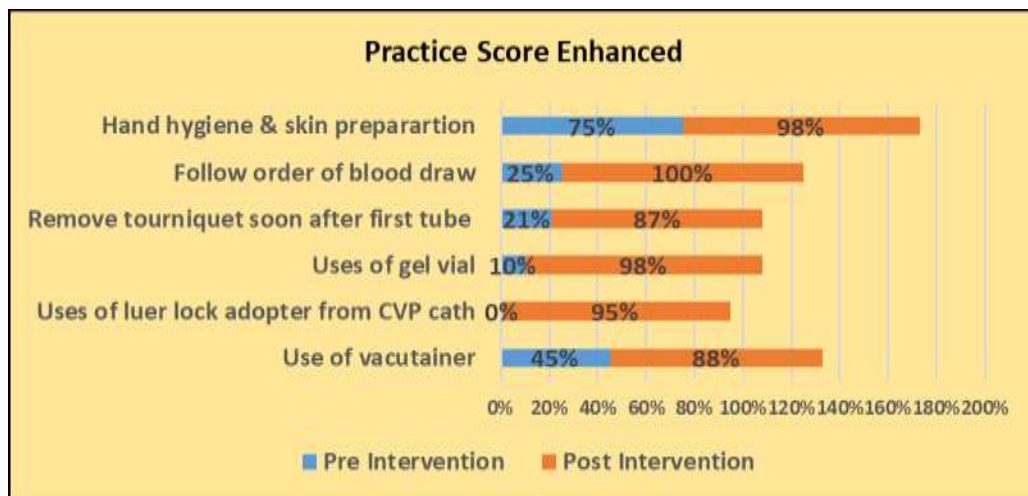 Practice Score Enhanced
Hand hygiene & skin preparartion 75% 98%
Follow order of blood draw 25% 100%
Remove tourniquet soon after first tube 21% 87%
Uses of gel vial 10% 98%
Uses of luer lock adopter from CVP cath 0% 95%
Use of vacutainer 45% 88%
0% 20% 40% 60% 80% 100% 120% 140% 160% 180% 200%
Pre Intervention Post Intervention